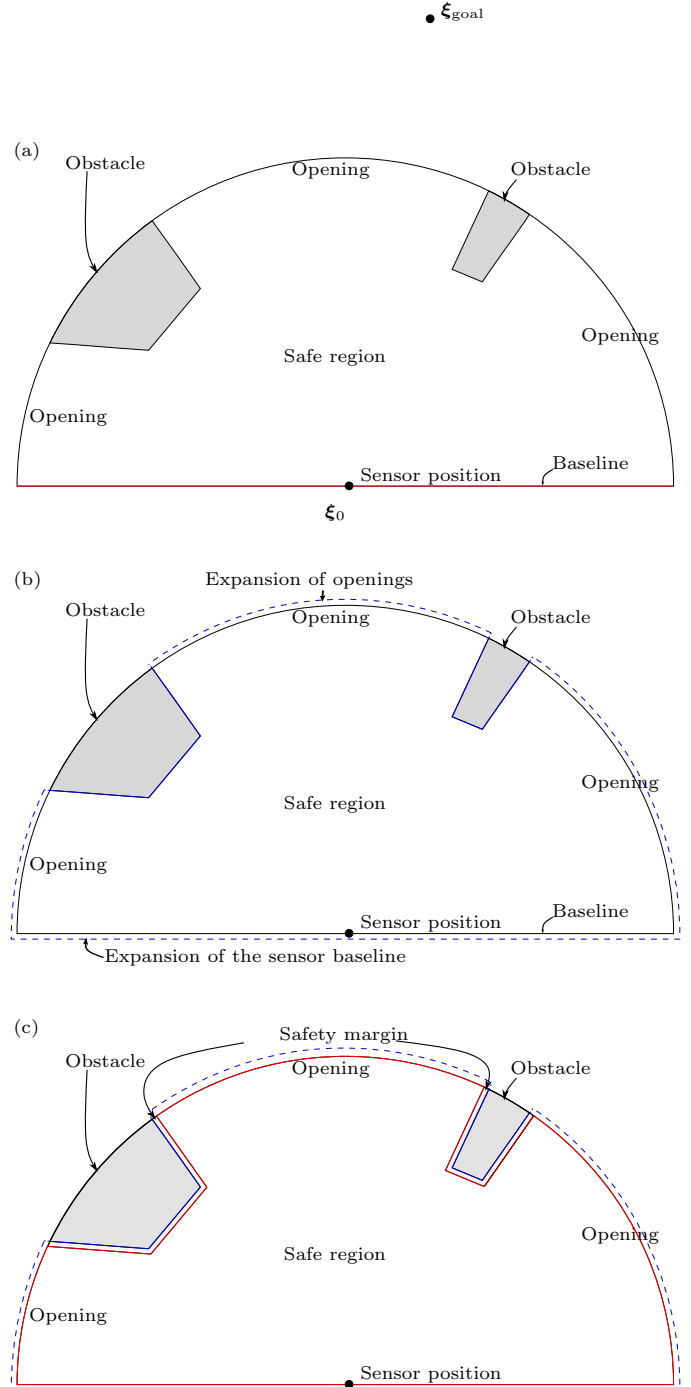 ξgoal
(a)
Obstacle
Opening
Obstacle
Opening
Safe region
Opening
Sensor position
Baseline
ξ0
(b)
Expansion of openings
Obstacle
Opening
Obstacle
Opening
Safe region
Opening
Sensor position
Baseline
Expansion of the sensor baseline
(c)
Safety margin
Obstacle
Opening
Obstacle
Opening
Safe region
Opening
Sensor position